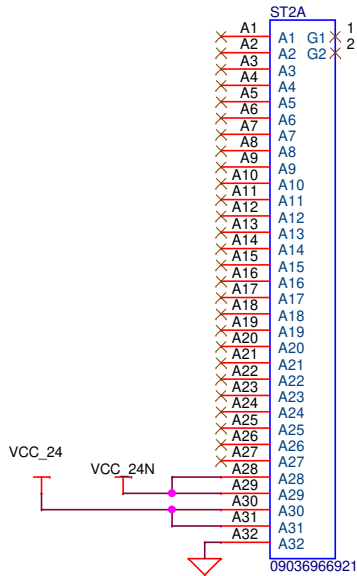 ST2A
A1 A1 G1 1
A2 A2 G2 2
A3 A3
A4 A4
A5 A5
A6 A6
A7 A7
A8 A8
A9 A9
A10 A10
A11 A11
A12 A12
A13 A13
A14 A14
A15 A15
A16 A16
A17 A17
A18 A18
A19 A19
A20 A20
A21 A21
A22 A22
A23 A23
A24 A24
A25 A25
A26 A26
A27 A27
VCC_24
VCC_24N
A28 A28
A29 A29
A30 A30
A31 A31
A32 A32
09036966921